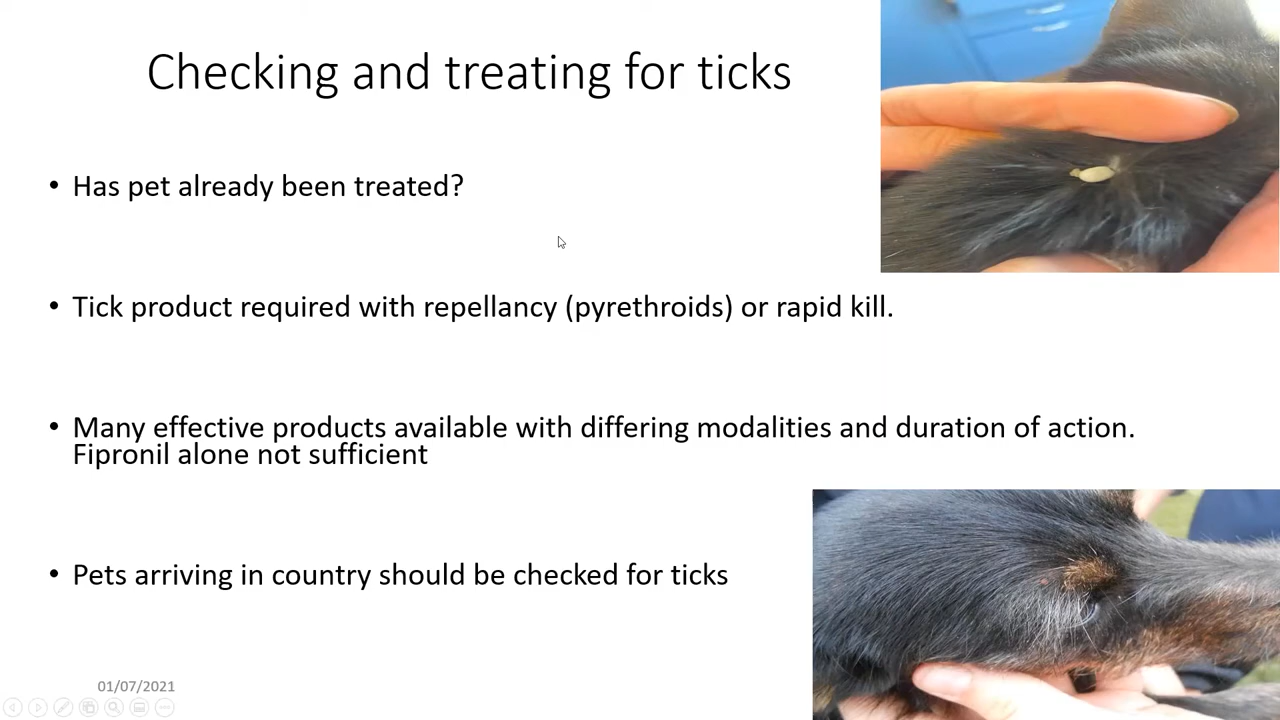 Checking and treating for ticks
• Has pet already been treated?
• Tick product required with repellancy (pyrethroids) or rapid kill.
• Many effective products available with differing modalities and duration of action.
Fipronil alone not sufficient
• Pets arriving in country should be checked for ticks
01/07/2021